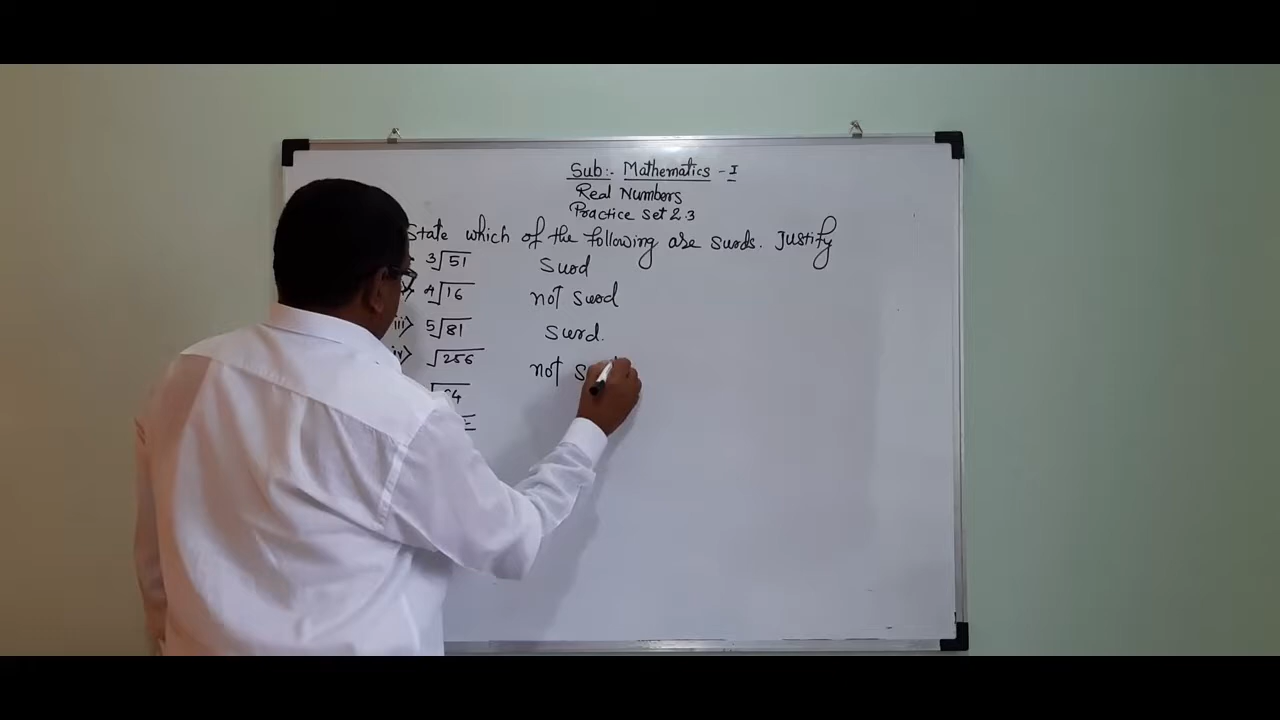 Sub:- Mathematics - I
Real Numbers
Practice Set 2.3
State which of the following are surds. Justify
³√51 Surd
⁴√16 not surd
iii> ⁵√81 surd.
iv> √256 not